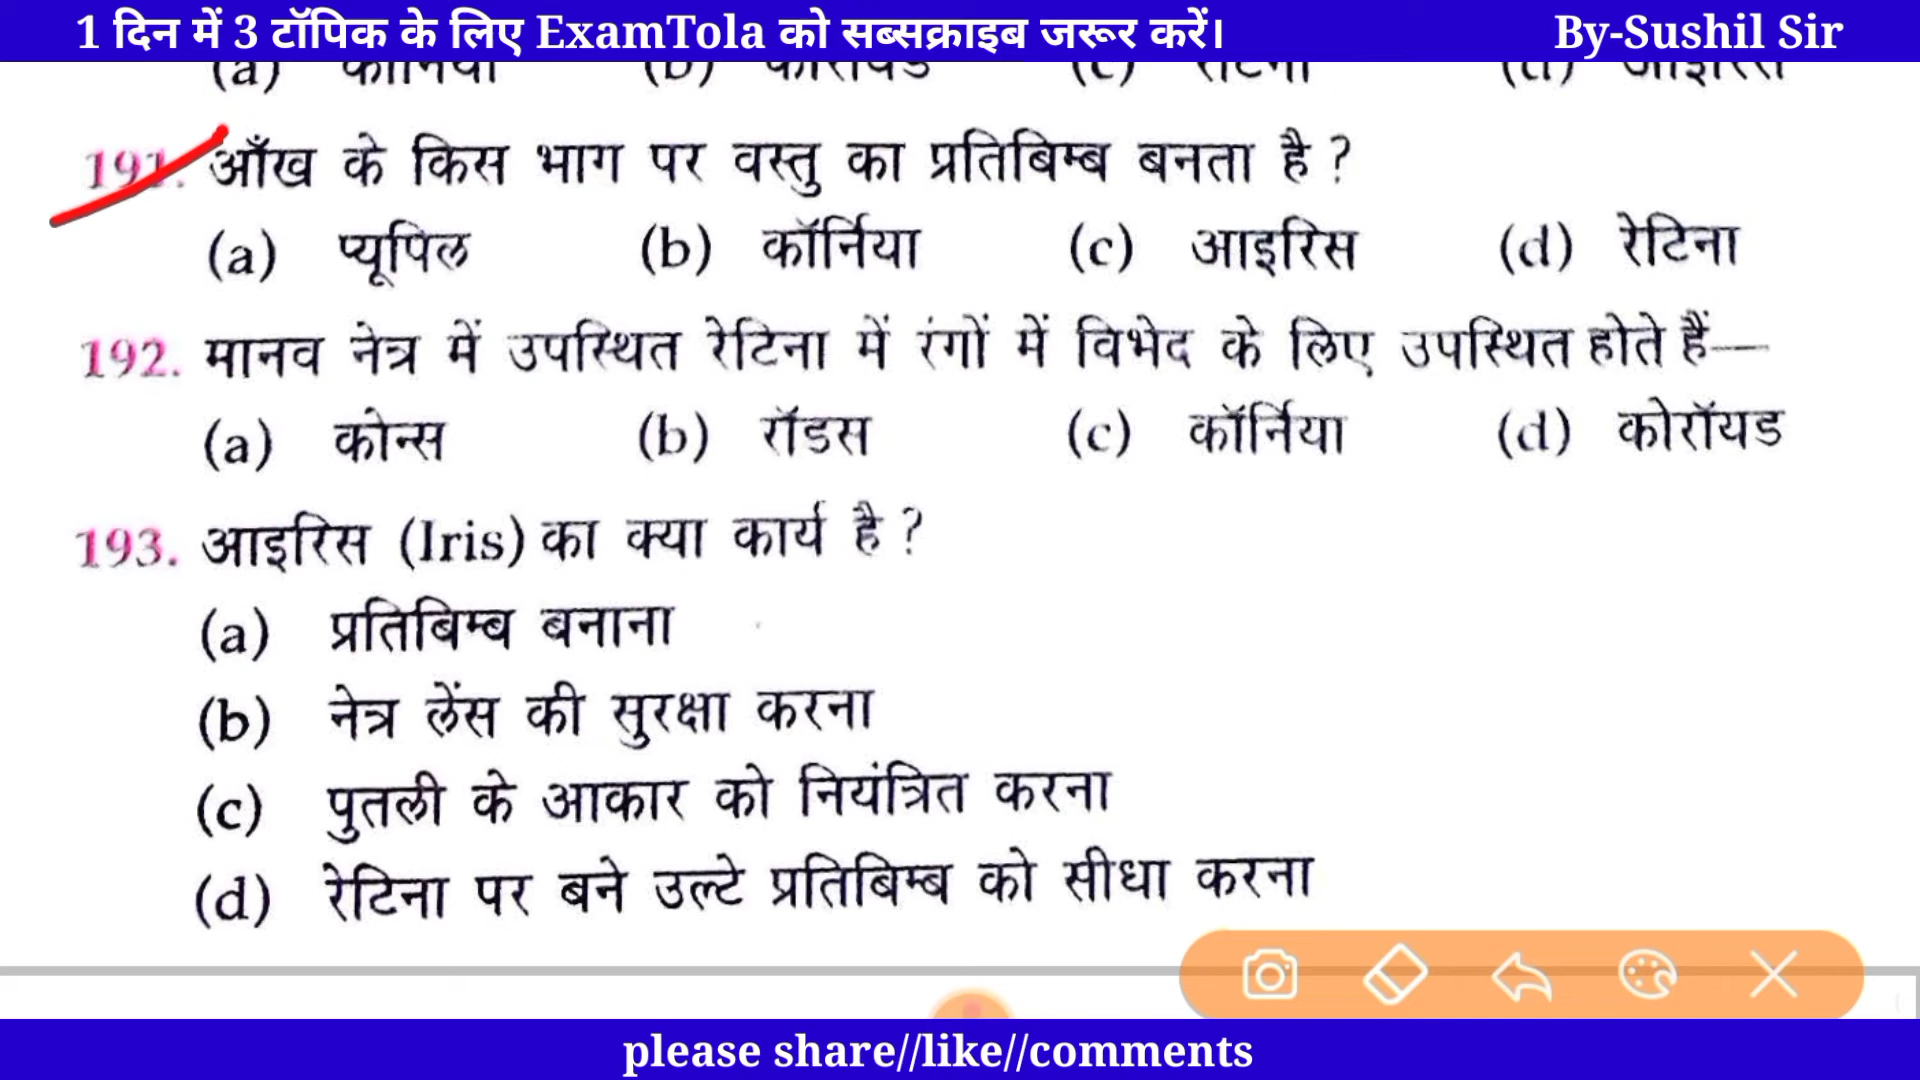 1 दिन में 3 टॉपिक के लिए ExamTola को सब्सक्राइब जरूर करें। By-Sushil Sir
191. आँख के किस भाग पर वस्तु का प्रतिबिम्ब बनता है ?
(a) प्यूपिल (b) कॉर्निया (c) आइरिस (d) रेटिना
192. मानव नेत्र में उपस्थित रेटिना में रंगों में विभेद के लिए उपस्थित होते हैं—
(a) कोन्स (b) रॉडस (c) कॉर्निया (d) कोरॉयड
193. आइरिस (Iris) का क्या कार्य है ?
(a) प्रतिबिम्ब बनाना
(b) नेत्र लेंस की सुरक्षा करना
(c) पुतली के आकार को नियंत्रित करना
(d) रेटिना पर बने उल्टे प्रतिबिम्ब को सीधा करना
please share//like//comments